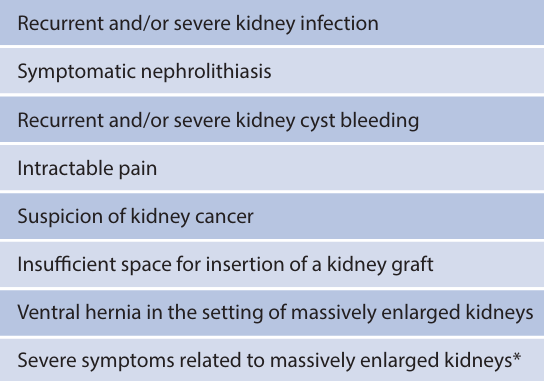 Recurrent and/or severe kidney infection
Symptomatic nephrolithiasis
Recurrent and/or severe kidney cyst bleeding
Intractable pain
Suspicion of kidney cancer
Insufficient space for insertion of a kidney graft
Ventral hernia in the setting of massively enlarged kidneys
Severe symptoms related to massively enlarged kidneys*